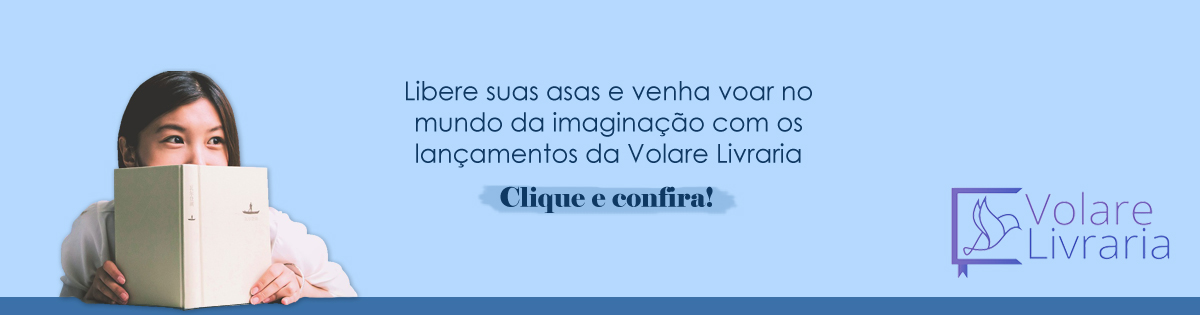 Libere suas asas e venha voar no
mundo da imaginação com os
lançamentos da Volare Livraria
Clique e confira!
Volare
Livraria